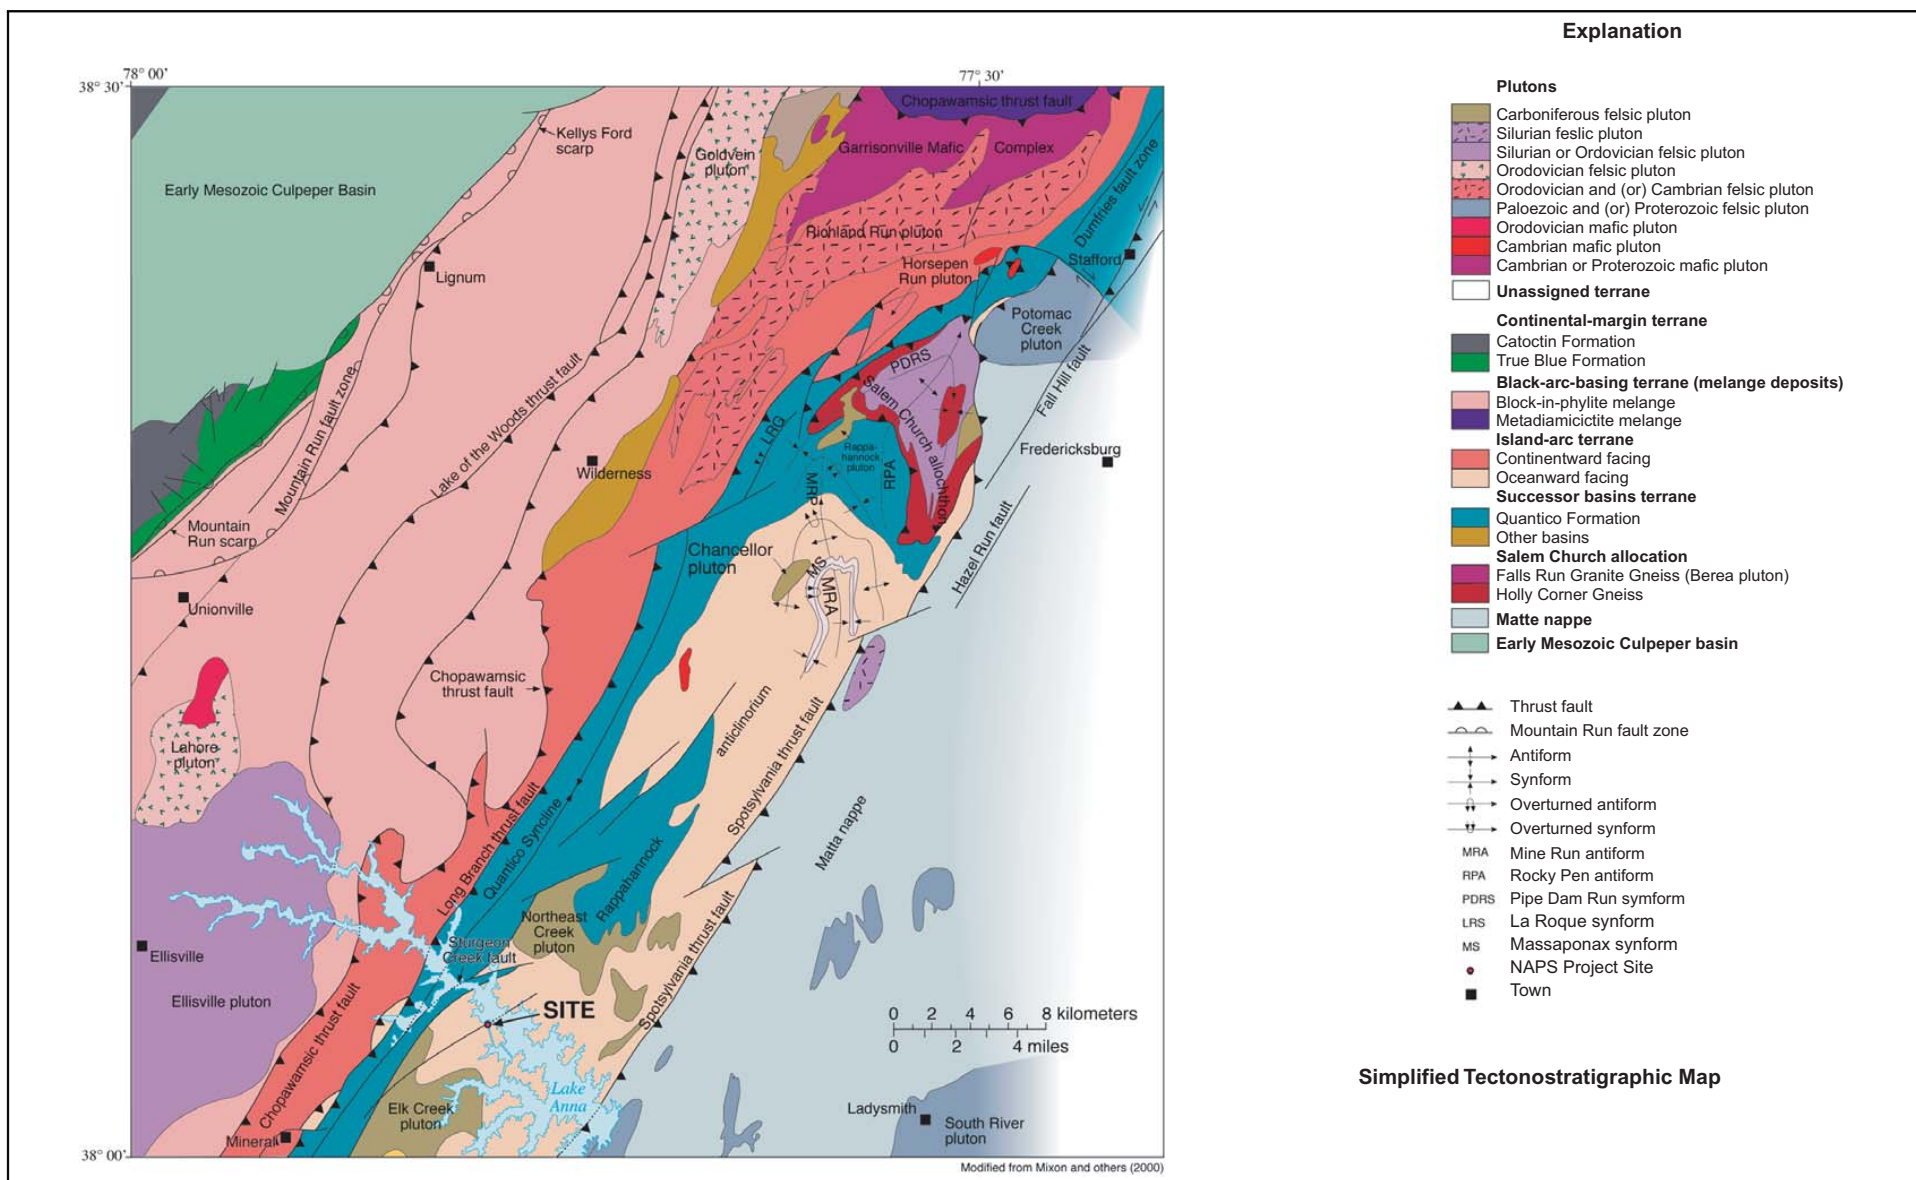 78° 00'
77° 30'
38° 30'
Chopawamsic thrust fault
Kellys Ford
scarp
Goldvein
pluton
Garrisonville Mafic
Complex
Early Mesozoic Culpeper Basin
Dumfries fault zone
Richland Run pluton
Stafford
Horsepen
Run pluton
Lignum
Potomac
Creek
pluton
PDRS
Salem Church allochthon
Fall Hill fault
Mountain Run fault zone
Lake of the Woods thrust fault
LRG
Rappa-
hannock
pluton
RPA
MRP
Fredericksburg
Wilderness
Mountain
Run scarp
Hazel Run fault
Chancellor
pluton
MS
MRA
Unionville
Chopawamsic
thrust fault
anticlinorium
Spotsylvania thrust fault
Lahore
pluton
Long Branch thrust fault
Quantico Syncline
Matta nappe
Rappahannock
Northeast
Creek
pluton
Sturgeon
Creek fault
Spotsylvania thrust fault
Ellisville
Ellisville pluton
SITE
0 2 4 6 8 kilometers
0 2 4 miles
Chopawamsic thrust fault
Lake
Anna
Elk Creek
pluton
Ladysmith
South River
pluton
Mineral
38° 00'
Modified from Mixon and others (2000)
Explanation
Plutons
Carboniferous felsic pluton
Silurian feslic pluton
Silurian or Ordovician felsic pluton
Orodovician felsic pluton
Orodovician and (or) Cambrian felsic pluton
Paloezoic and (or) Proterozoic felsic pluton
Orodovician mafic pluton
Cambrian mafic pluton
Cambrian or Proterozoic mafic pluton
Unassigned terrane
Continental-margin terrane
Catoctin Formation
True Blue Formation
Black-arc-basing terrane (melange deposits)
Block-in-phylite melange
Metadiamicictite melange
Island-arc terrane
Continentward facing
Oceanward facing
Successor basins terrane
Quantico Formation
Other basins
Salem Church allocation
Falls Run Granite Gneiss (Berea pluton)
Holly Corner Gneiss
Matte nappe
Early Mesozoic Culpeper basin
Thrust fault
Mountain Run fault zone
Antiform
Synform
Overturned antiform
Overturned synform
MRA Mine Run antiform
RPA Rocky Pen antiform
PDRS Pipe Dam Run symform
LRS La Roque synform
MS Massaponax synform
NAPS Project Site
Town
Simplified Tectonostratigraphic Map